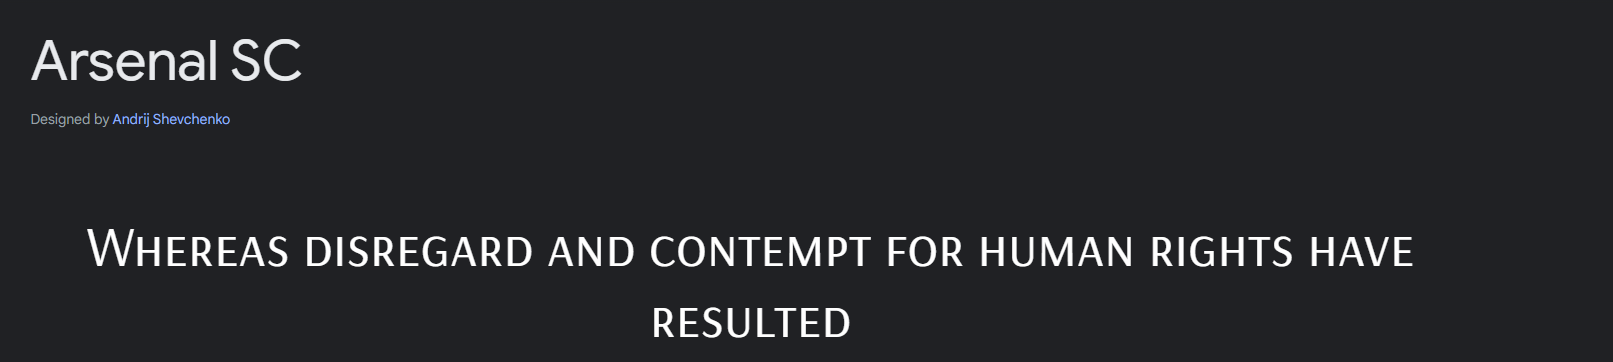 Arsenal SC
Designed by Andrij Shevchenko
Whereas disregard and contempt for human rights have
resulted